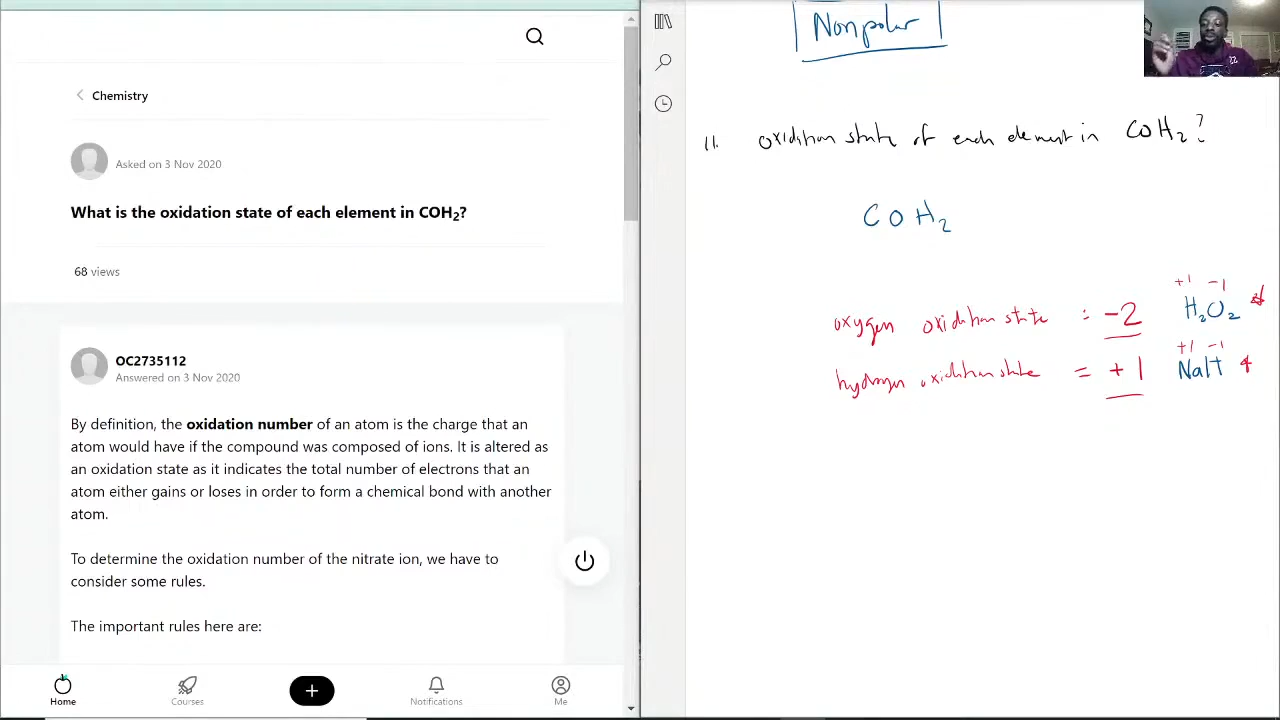 Chemistry
Asked on 3 Nov 2020
What is the oxidation state of each element in COH₂?
68 views
OC2735112
Answered on 3 Nov 2020
By definition, the oxidation number of an atom is the charge that an
atom would have if the compound was composed of ions. It is altered as
an oxidation state as it indicates the total number of electrons that an
atom either gains or loses in order to form a chemical bond with another
atom.
To determine the oxidation number of the nitrate ion, we have to
consider some rules.
The important rules here are:
Home
Courses
+
Notifications
Me
Nonpolar
11. oxidation state of each element in COH₂?
COH₂
+1 -1
oxygen oxidation state : -2 H₂O₂ *
+1 -1
hydrogen oxidation state = +1 NaH *